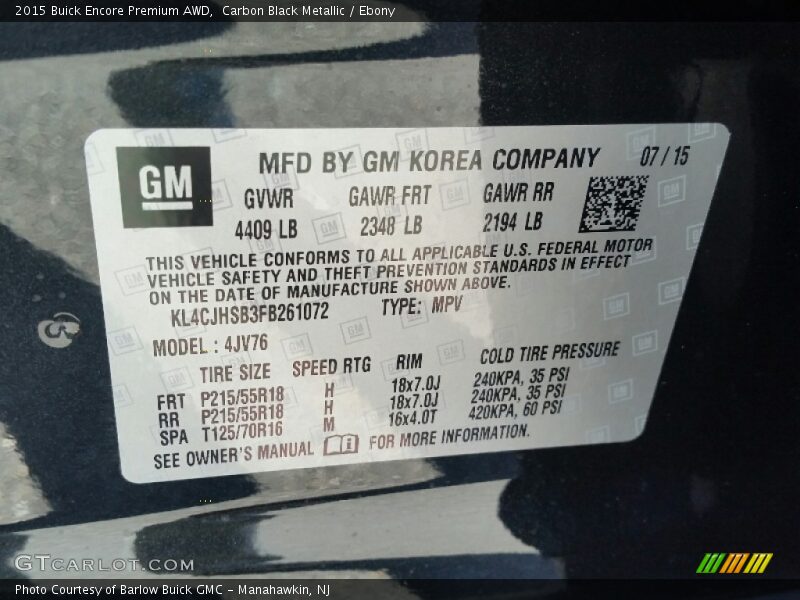 2015 Buick Encore Premium AWD, Carbon Black Metallic / Ebony
GM
MFD BY GM KOREA COMPANY 07/15
GVWR GAWR FRT GAWR RR
4409 LB 2348 LB 2194 LB
THIS VEHICLE CONFORMS TO ALL APPLICABLE U.S. FEDERAL MOTOR
VEHICLE SAFETY AND THEFT PREVENTION STANDARDS IN EFFECT
ON THE DATE OF MANUFACTURE SHOWN ABOVE.
KL4CJHSB3FB261072 TYPE: MPV
MODEL : 4JV76
TIRE SIZE SPEED RTG RIM COLD TIRE PRESSURE
FRT P215/55R18 H 18x7.0J 240KPA, 35 PSI
RR P215/55R18 H 18x7.0J 240KPA, 35 PSI
SPA T125/70R16 M 16x4.0T 420KPA, 60 PSI
SEE OWNER'S MANUAL FOR MORE INFORMATION.
GTCARLOT.COM
Photo Courtesy of Barlow Buick GMC - Manahawkin, NJ